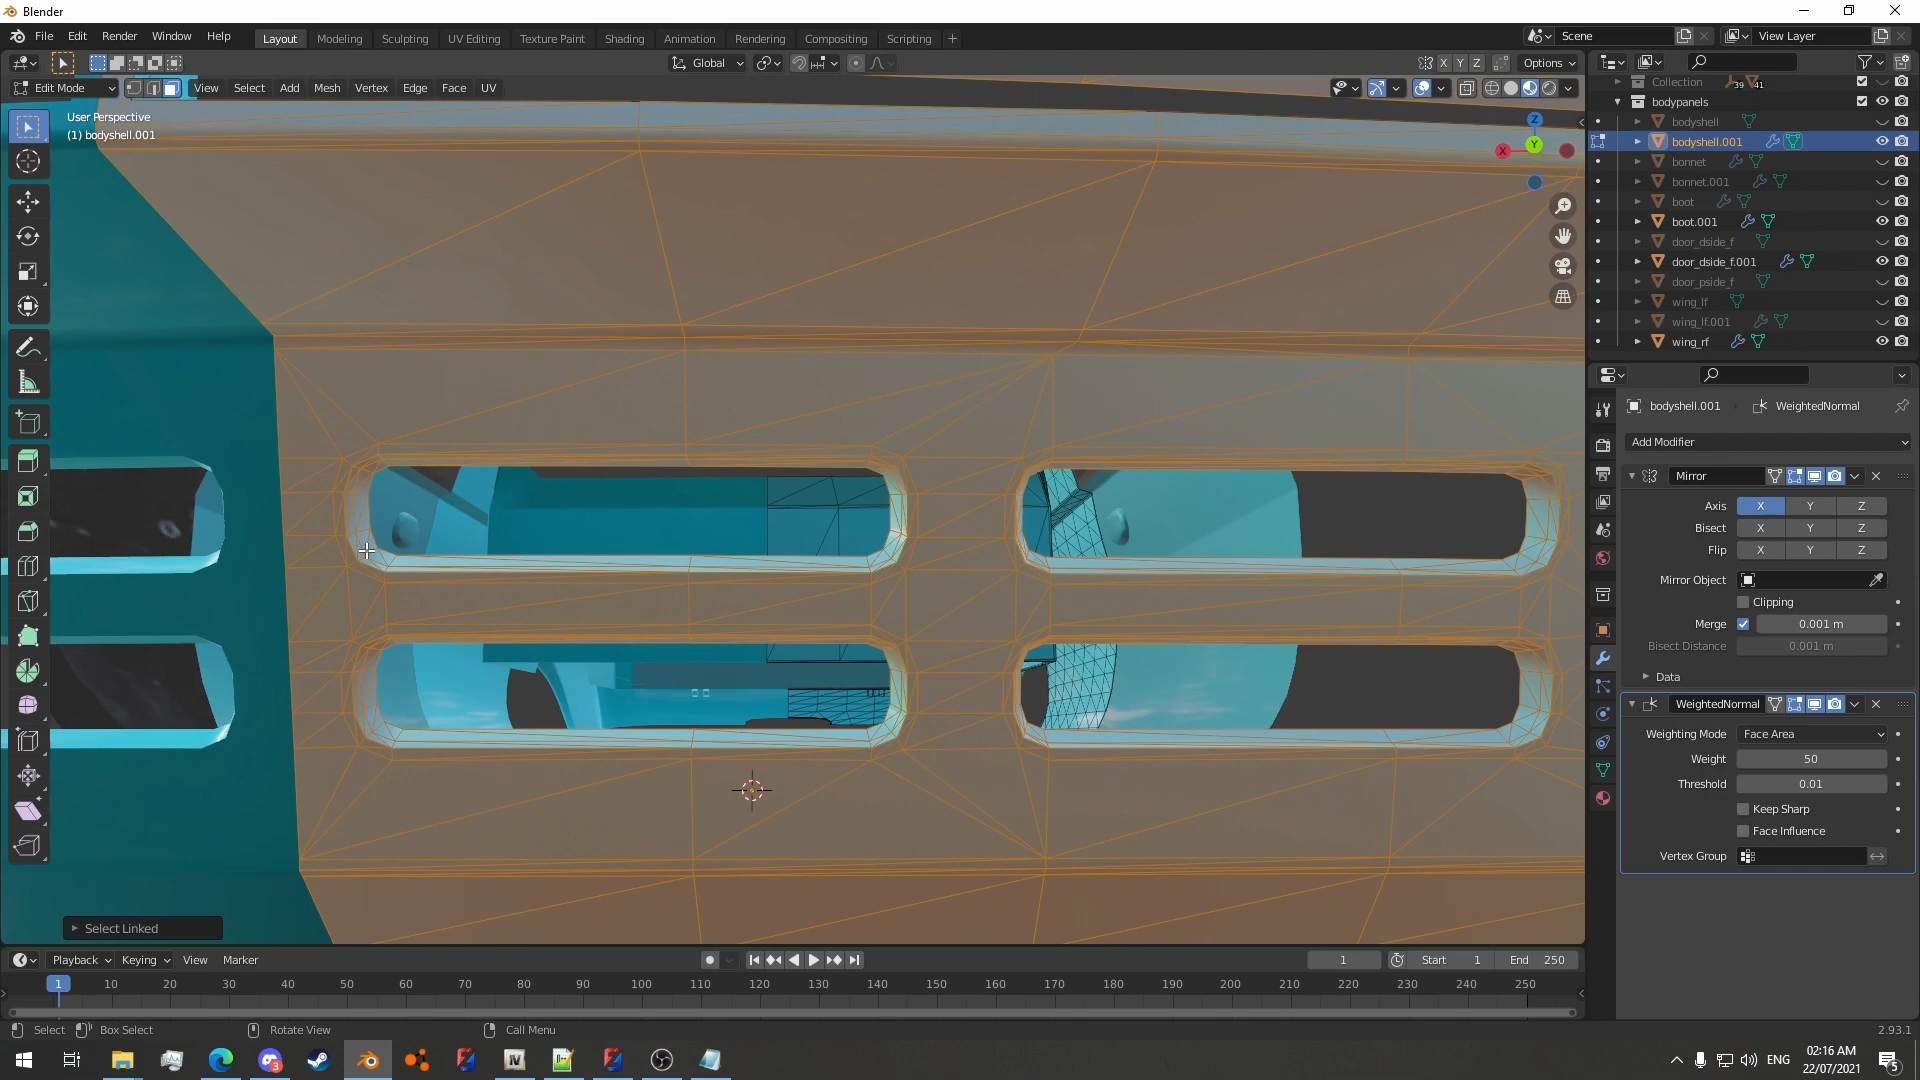 Blender
File Edit Render Window Help
Layout Modeling Sculpting UV Editing Texture Paint Shading Animation Rendering Compositing Scripting +
Scene
View Layer
Global
X Y Z
Options
Edit Mode
View Select Add Mesh Vertex Edge Face UV
User Perspective
(1) bodyshell.001
Z
X
Y
Collection
39
41
bodypanels
bodyshell
bodyshell.001
bonnet
bonnet.001
boot
boot.001
door_dside_f
door_dside_f.001
door_pside_f
wing_lf
wing_lf.001
wing_rf
bodyshell.001 WeightedNormal
Add Modifier
Mirror
Axis X Y Z
Bisect X Y Z
Flip X Y Z
Mirror Object
Clipping
Merge 0.001 m
Bisect Distance 0.001 m
Data
WeightedNormal
Weighting Mode Face Area
Weight 50
Threshold 0.01
Keep Sharp
Face Influence
Vertex Group
Select Linked
Playback Keying View Marker
1
Start 1
End 250
1 10 20 30 40 50 60 70 80 90 100 110 120 130 140 150 160 170 180 190 200 210 220 230 240 250
Select Box Select Rotate View Call Menu
2.93.1
3
ENG
02:16 AM
22/07/2021
5